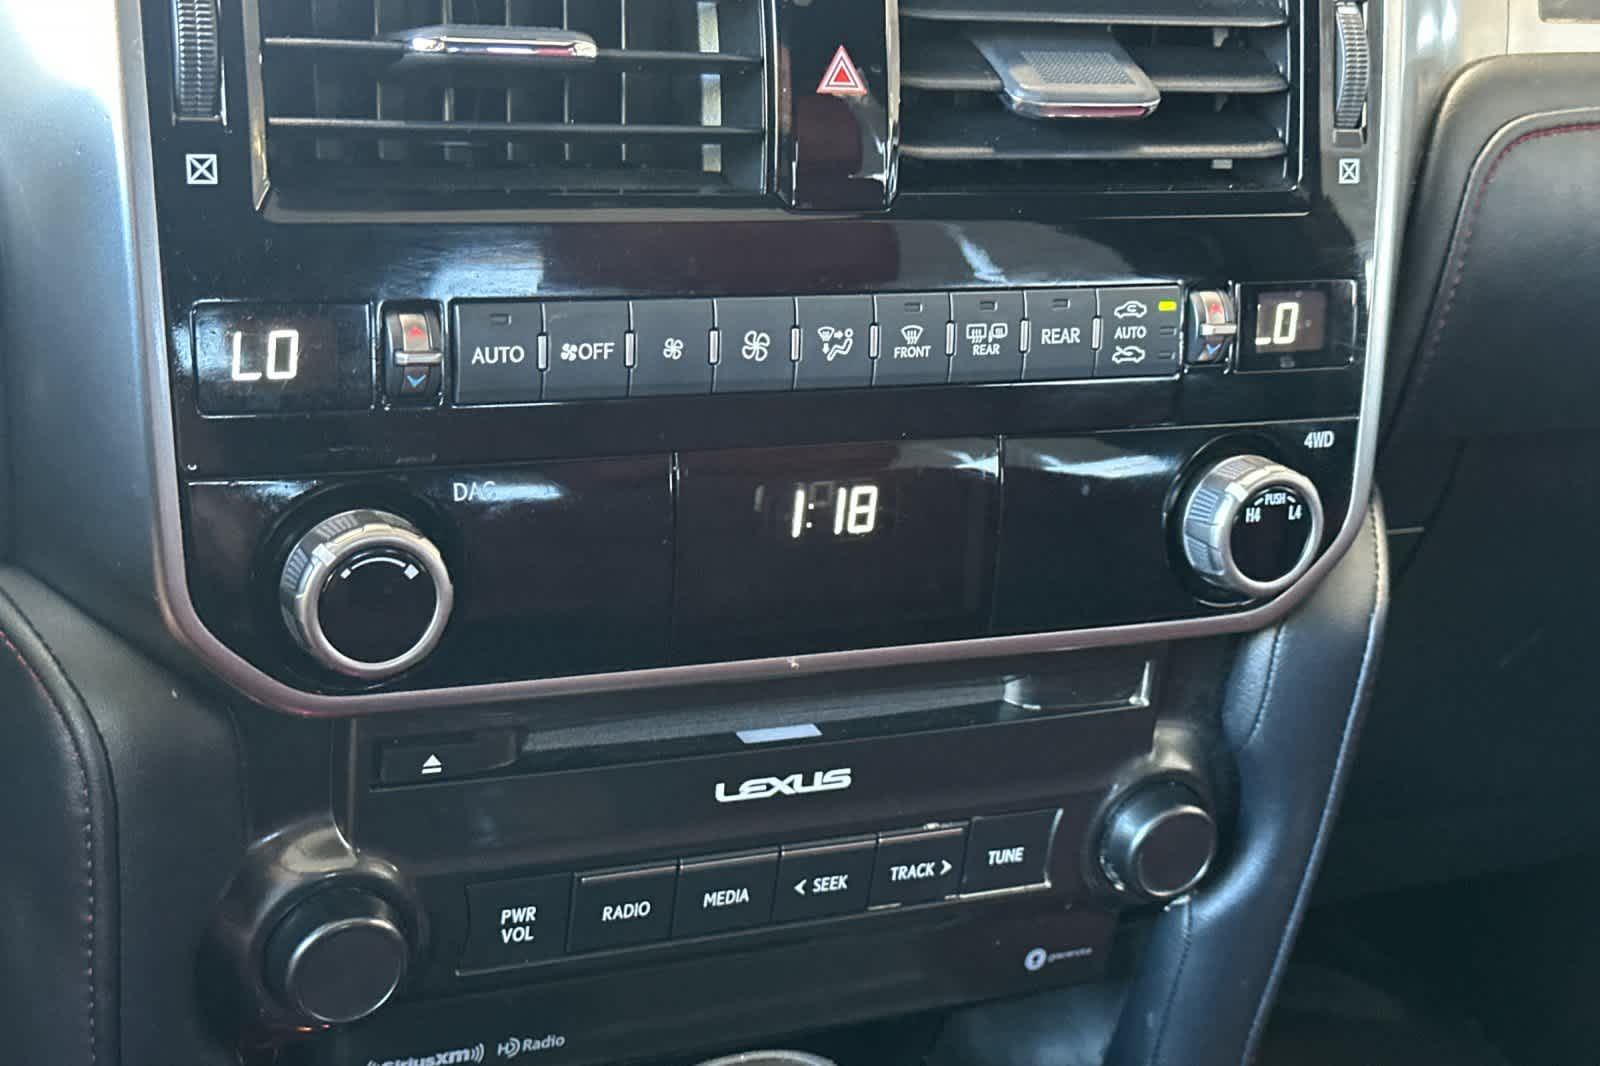 LO
AUTO
OFF
FRONT
REAR
REAR
AUTO
LO
DAC
1:18
4WD
PUSH
H4 L4
LEXUS
PWR
VOL
RADIO
MEDIA
< SEEK
TRACK >
TUNE
gracenote
SiriusXM
HD Radio